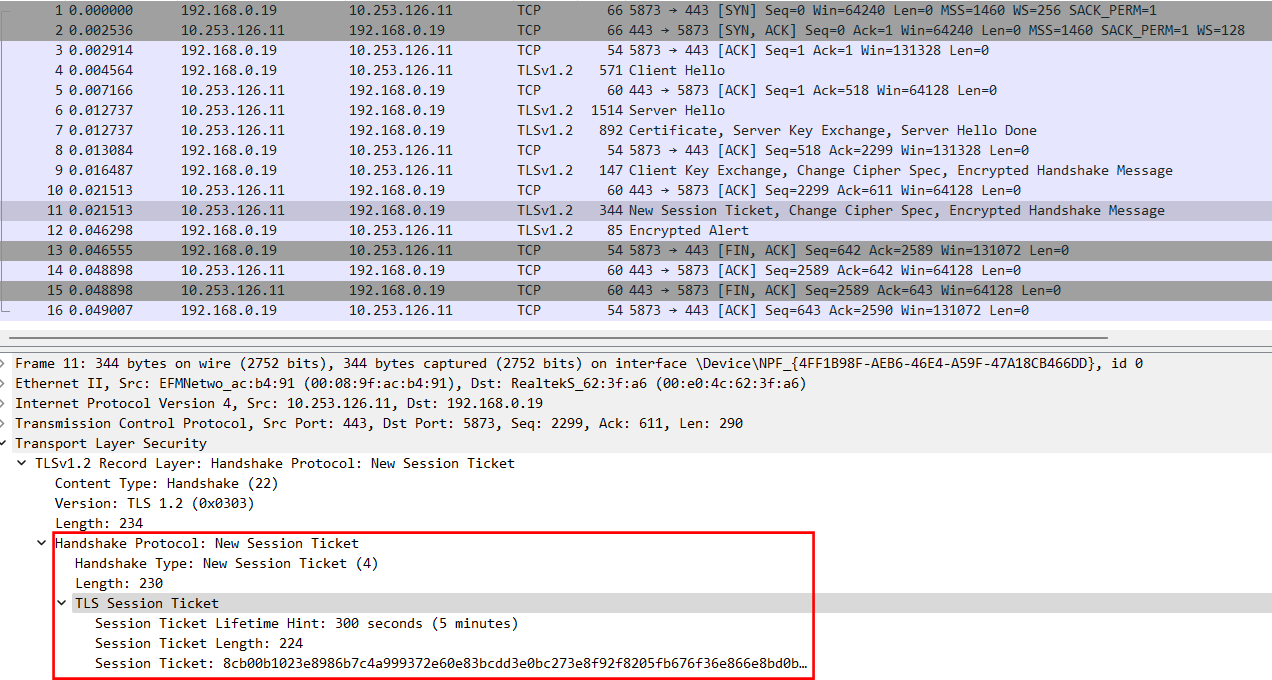 1 0.000000 192.168.0.19 10.253.126.11 TCP 66 5873 → 443 [SYN] Seq=0 Win=64240 Len=0 MSS=1460 WS=256 SACK_PERM=1
2 0.002536 10.253.126.11 192.168.0.19 TCP 66 443 → 5873 [SYN, ACK] Seq=0 Ack=1 Win=64240 Len=0 MSS=1460 SACK_PERM=1 WS=128
3 0.002914 192.168.0.19 10.253.126.11 TCP 54 5873 → 443 [ACK] Seq=1 Ack=1 Win=131328 Len=0
4 0.004564 192.168.0.19 10.253.126.11 TLSv1.2 571 Client Hello
5 0.007166 10.253.126.11 192.168.0.19 TCP 60 443 → 5873 [ACK] Seq=1 Ack=518 Win=64128 Len=0
6 0.012737 10.253.126.11 192.168.0.19 TLSv1.2 1514 Server Hello
7 0.012737 10.253.126.11 192.168.0.19 TLSv1.2 892 Certificate, Server Key Exchange, Server Hello Done
8 0.013084 192.168.0.19 10.253.126.11 TCP 54 5873 → 443 [ACK] Seq=518 Ack=2299 Win=131328 Len=0
9 0.016487 192.168.0.19 10.253.126.11 TLSv1.2 147 Client Key Exchange, Change Cipher Spec, Encrypted Handshake Message
10 0.021513 10.253.126.11 192.168.0.19 TCP 60 443 → 5873 [ACK] Seq=2299 Ack=611 Win=64128 Len=0
11 0.021513 10.253.126.11 192.168.0.19 TLSv1.2 344 New Session Ticket, Change Cipher Spec, Encrypted Handshake Message
12 0.046298 192.168.0.19 10.253.126.11 TLSv1.2 85 Encrypted Alert
13 0.046555 192.168.0.19 10.253.126.11 TCP 54 5873 → 443 [FIN, ACK] Seq=642 Ack=2589 Win=131072 Len=0
14 0.048898 10.253.126.11 192.168.0.19 TCP 60 443 → 5873 [ACK] Seq=2589 Ack=642 Win=64128 Len=0
15 0.048898 10.253.126.11 192.168.0.19 TCP 60 443 → 5873 [FIN, ACK] Seq=2589 Ack=643 Win=64128 Len=0
16 0.049007 192.168.0.19 10.253.126.11 TCP 54 5873 → 443 [ACK] Seq=643 Ack=2590 Win=131072 Len=0
Frame 11: 344 bytes on wire (2752 bits), 344 bytes captured (2752 bits) on interface \Device\NPF_{4FF1B98F-AEB6-46E4-A59F-47A18CB466DD}, id 0
Ethernet II, Src: EFMNetwo_ac:b4:91 (00:08:9f:ac:b4:91), Dst: RealtekS_62:3f:a6 (00:e0:4c:62:3f:a6)
Internet Protocol Version 4, Src: 10.253.126.11, Dst: 192.168.0.19
Transmission Control Protocol, Src Port: 443, Dst Port: 5873, Seq: 2299, Ack: 611, Len: 290
Transport Layer Security
TLSv1.2 Record Layer: Handshake Protocol: New Session Ticket
Content Type: Handshake (22)
Version: TLS 1.2 (0x0303)
Length: 234
Handshake Protocol: New Session Ticket
Handshake Type: New Session Ticket (4)
Length: 230
TLS Session Ticket
Session Ticket Lifetime Hint: 300 seconds (5 minutes)
Session Ticket Length: 224
Session Ticket: 8cb00b1023e8986b7c4a999372e60e83bcdd3e0bc273e8f92f8205fb676f36e866e8bd0b…